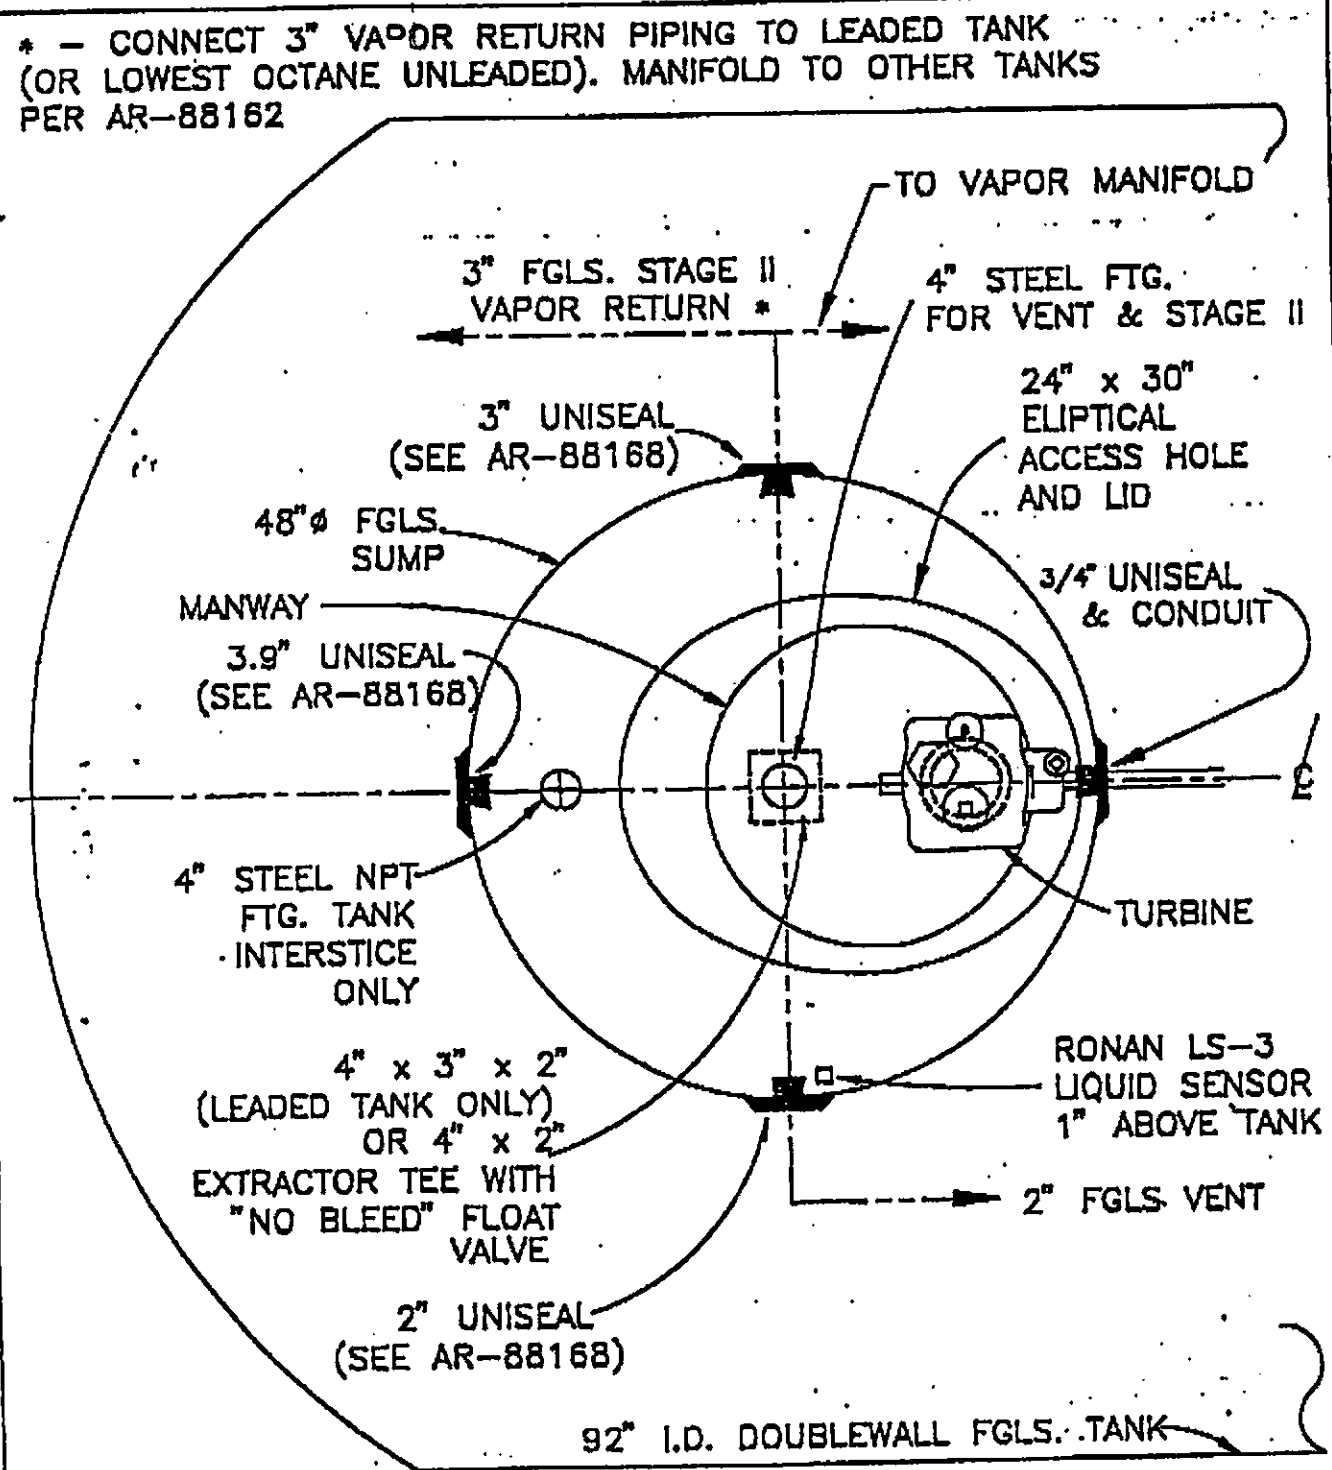 * — CONNECT 3" VAPOR RETURN PIPING TO LEADED TANK
(OR LOWEST OCTANE UNLEADED). MANIFOLD TO OTHER TANKS
PER AR-88162
TO VAPOR MANIFOLD
3" FGLS. STAGE II
VAPOR RETURN *
4" STEEL FTG.
FOR VENT & STAGE II
24" x 30"
ELIPTICAL
ACCESS HOLE
AND LID
3" UNISEAL
(SEE AR-88168)
48"ø FGLS.
SUMP
3/4" UNISEAL
& CONDUIT
MANWAY
3.9" UNISEAL
(SEE AR-88168)
℄
4" STEEL NPT
FTG. TANK
INTERSTICE
ONLY
TURBINE
4" x 3" x 2"
(LEADED TANK ONLY)
OR 4" x 2"
EXTRACTOR TEE WITH
"NO BLEED" FLOAT
VALVE
RONAN LS-3
LIQUID SENSOR
1" ABOVE TANK
2" FGLS VENT
2" UNISEAL
(SEE AR-88168)
92" I.D. DOUBLEWALL FGLS. TANK